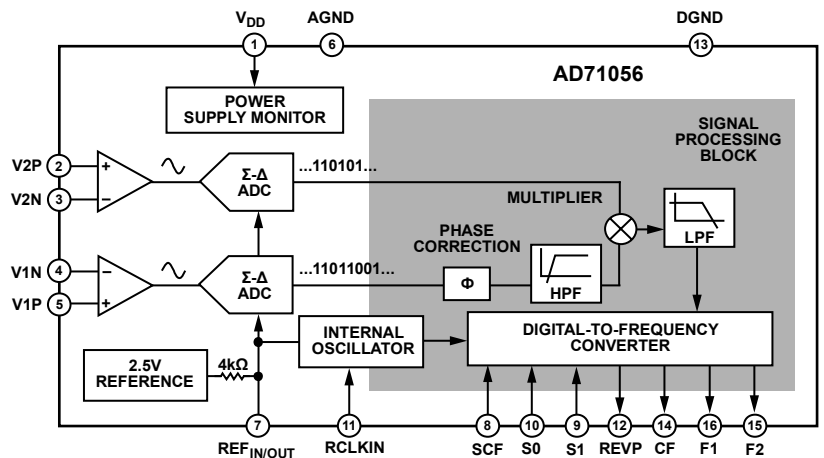 VDD
AGND
DGND
1
6
13
AD71056
POWER
SUPPLY MONITOR
SIGNAL
PROCESSING
BLOCK
V2P
2
+
Σ-Δ
ADC
...110101...
V2N
3
–
MULTIPLIER
LPF
PHASE
CORRECTION
V1N
4
–
Σ-Δ
ADC
...11011001...
Φ
HPF
V1P
5
+
INTERNAL
OSCILLATOR
DIGITAL-TO-FREQUENCY
CONVERTER
2.5V
REFERENCE
4kΩ
7
11
8
10
9
12
14
16
15
REFIN/OUT
RCLKIN
SCF
S0
S1
REVP
CF
F1
F2